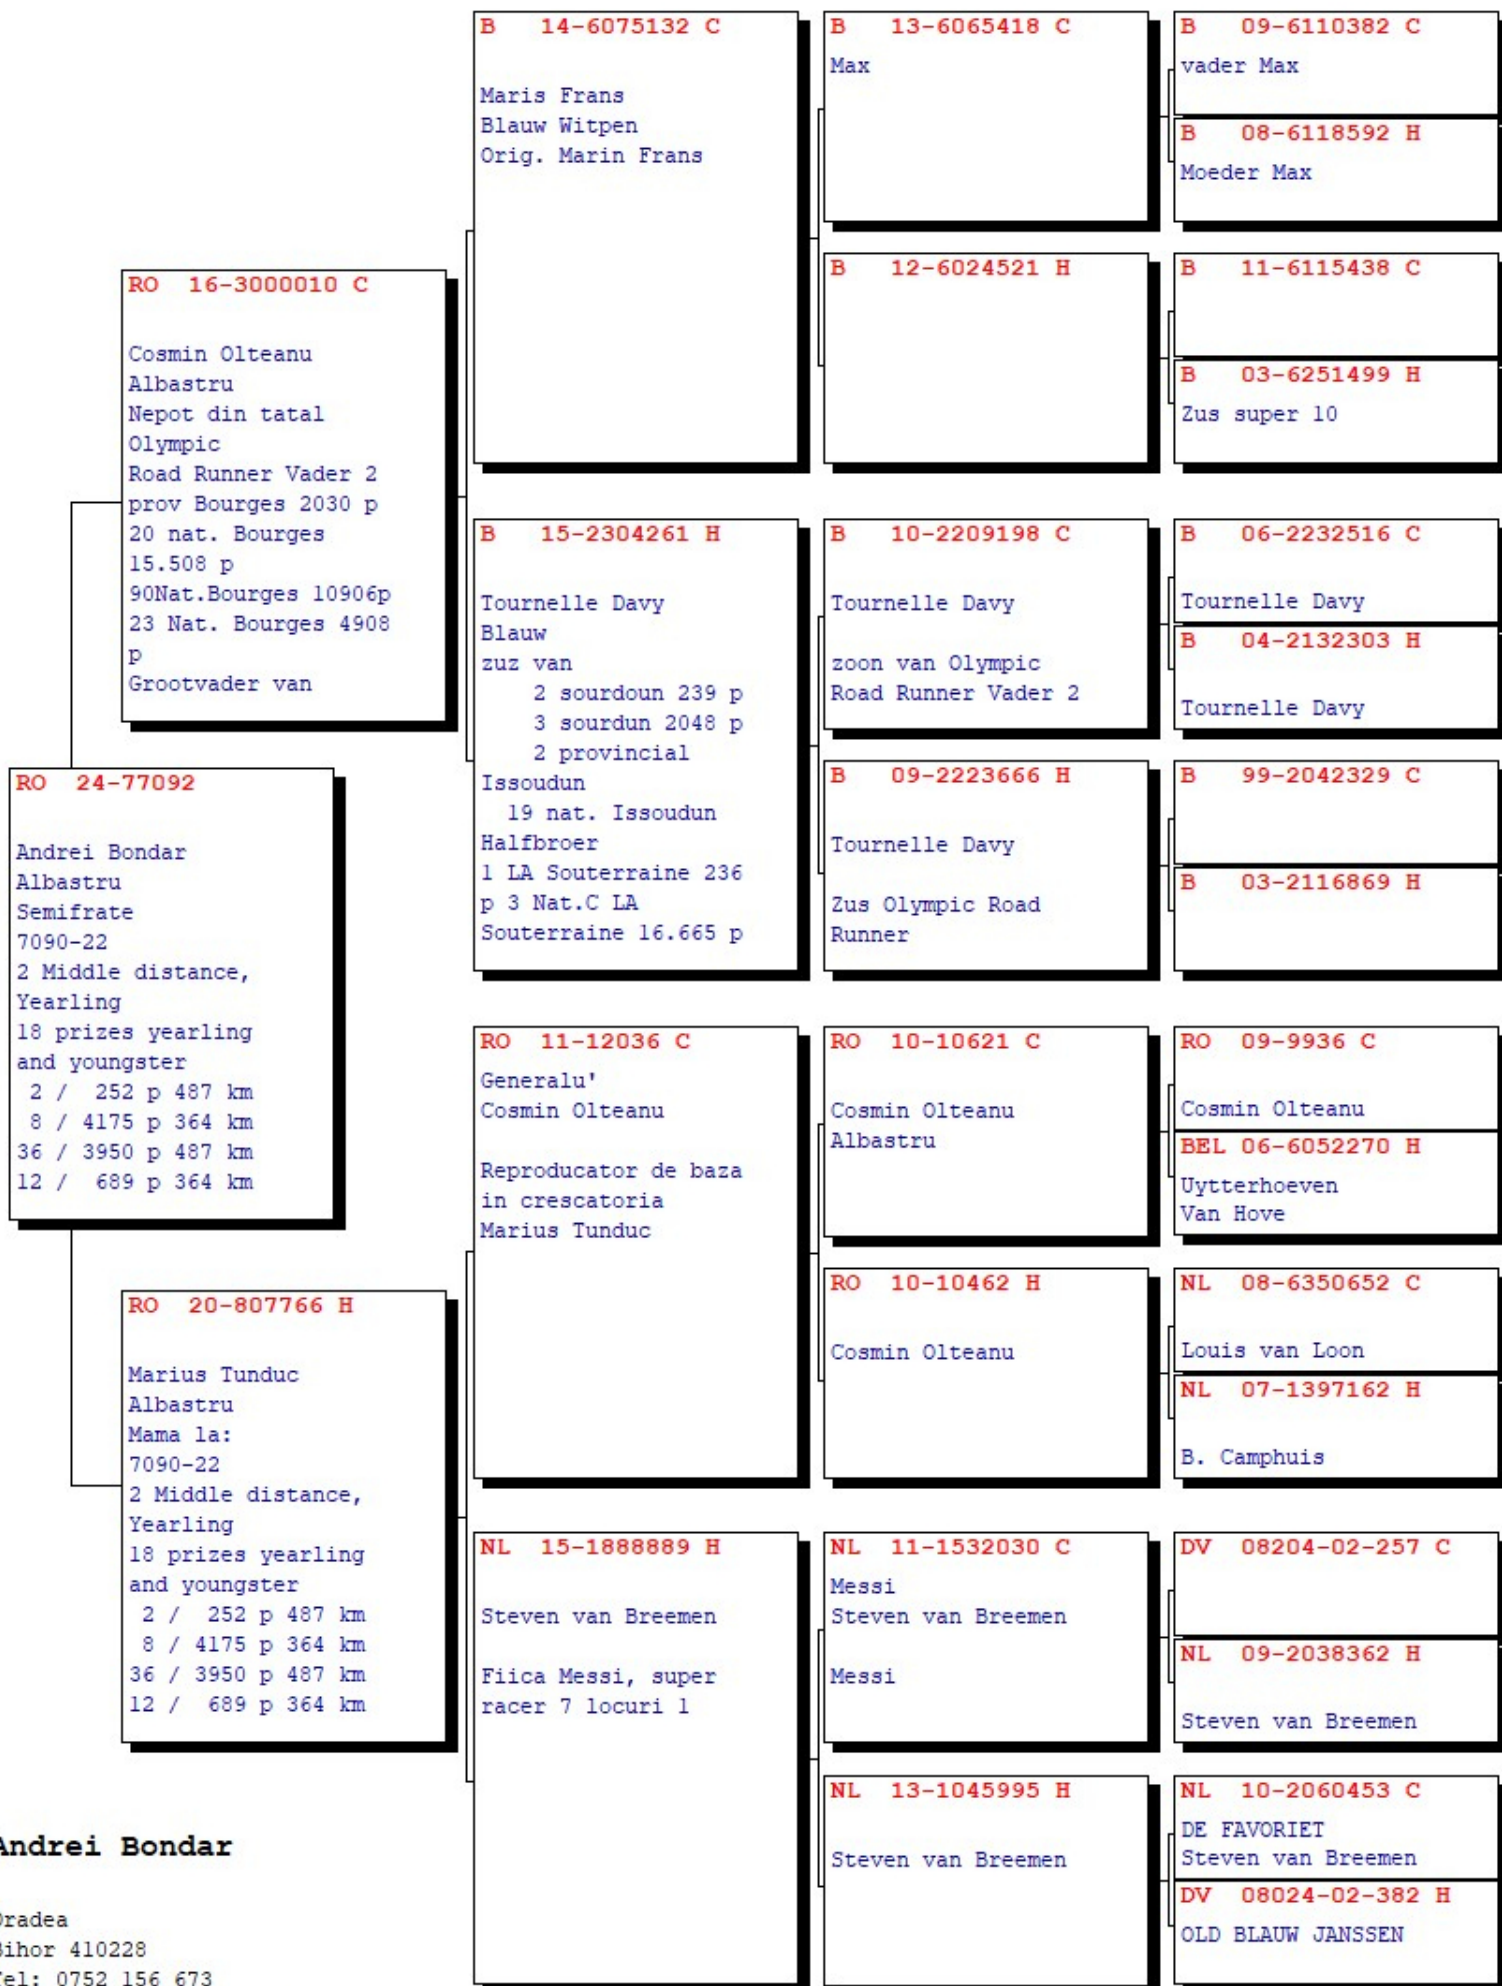 B 14-6075132 C
Maris Frans
Blauw Witpen
Orig. Marin Frans
B 13-6065418 C
Max
B 09-6110382 C
vader Max
B 08-6118592 H
Moeder Max
B 12-6024521 H
B 11-6115438 C
B 03-6251499 H
Zus super 10
RO 16-3000010 C
Cosmin Olteanu
Albastru
Nepot din tatal
Olympic
Road Runner Vader 2
prov Bourges 2030 p
20 nat. Bourges
15.508 p
90Nat.Bourges 10906p
23 Nat. Bourges 4908
p
Grootvader van
B 15-2304261 H
Tournelle Davy
Blauw
zuz van
2 sourdoun 239 p
3 sourdun 2048 p
2 provincial
Issoudun
19 nat. Issoudun
Halfbroer
1 LA Souterraine 236
p 3 Nat.C LA
Souterraine 16.665 p
B 10-2209198 C
Tournelle Davy
zoon van Olympic
Road Runner Vader 2
B 06-2232516 C
Tournelle Davy
B 04-2132303 H
Tournelle Davy
B 09-2223666 H
Tournelle Davy
Zus Olympic Road
Runner
B 99-2042329 C
B 03-2116869 H
RO 24-77092
Andrei Bondar
Albastru
Semifrate
7090-22
2 Middle distance,
Yearling
18 prizes yearling
and youngster
2 / 252 p 487 km
8 / 4175 p 364 km
36 / 3950 p 487 km
12 / 689 p 364 km
RO 11-12036 C
Generalu'
Cosmin Olteanu
Reproducator de baza
in crescatoria
Marius Tunduc
RO 10-10621 C
Cosmin Olteanu
Albastru
RO 09-9936 C
Cosmin Olteanu
BEL 06-6052270 H
Uytterhoeven
Van Hove
RO 10-10462 H
Cosmin Olteanu
NL 08-6350652 C
Louis van Loon
NL 07-1397162 H
B. Camphuis
RO 20-807766 H
Marius Tunduc
Albastru
Mama la:
7090-22
2 Middle distance,
Yearling
18 prizes yearling
and youngster
2 / 252 p 487 km
8 / 4175 p 364 km
36 / 3950 p 487 km
12 / 689 p 364 km
NL 15-1888889 H
Steven van Breemen
Fiica Messi, super
racer 7 locuri 1
NL 11-1532030 C
Messi
Steven van Breemen
Messi
DV 08204-02-257 C
NL 09-2038362 H
Steven van Breemen
NL 13-1045995 H
Steven van Breemen
NL 10-2060453 C
DE FAVORIET
Steven van Breemen
DV 08024-02-382 H
OLD BLAUW JANSSEN
Andrei Bondar
Oradea
Bihor 410228
Tel: 0752 156 673